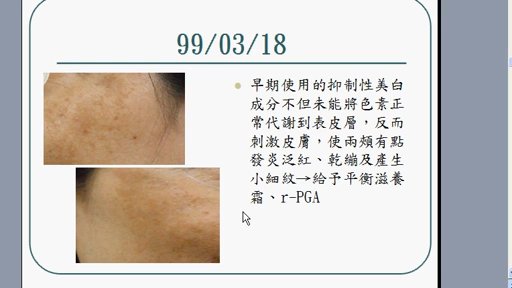 99/03/18
早期使用的抑制性美白
成分不但未能將色素正
常代謝到表皮層，反而
刺激皮膚，使兩頰有點
發炎泛紅、乾繃及產生
小細紋→給予平衡滋養
霜、r-PGA